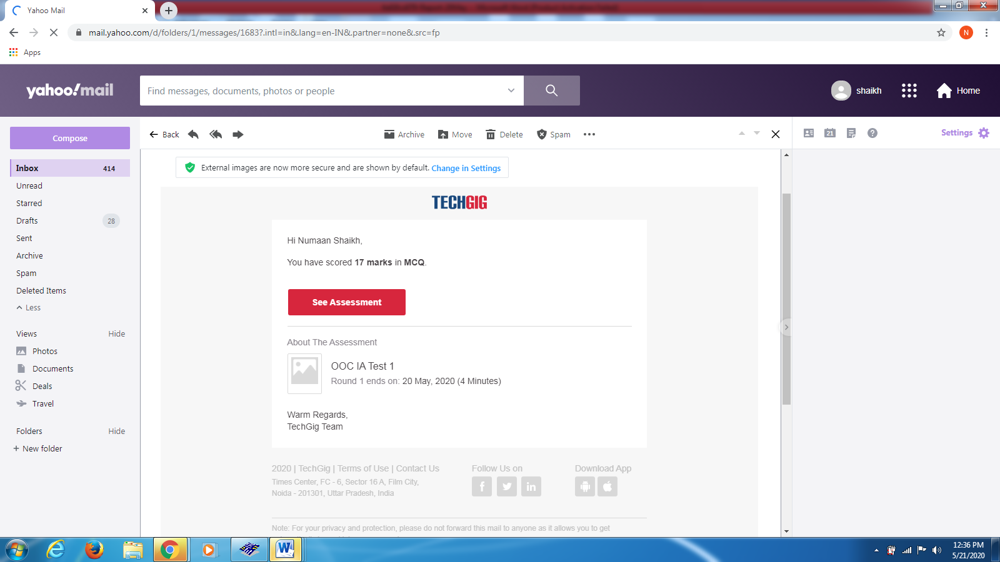 Yahoo Mail
mail.yahoo.com/d/folders/1/messages/1683?.intl=in&.lang=en-IN&.partner=none&.src=fp
N
Apps
yahoo!mail
Find messages, documents, photos or people
shaikh
Home
Compose
Back
Archive
Move
Delete
Spam
21
Settings
Inbox 414
Unread
Starred
Drafts 28
Sent
Archive
Spam
Deleted Items
Less
Views Hide
Photos
Documents
Deals
Travel
Folders Hide
+ New folder
External images are now more secure and are shown by default. Change in Settings
TECHGIG
Hi Numaan Shaikh,
You have scored 17 marks in MCQ.
See Assessment
About The Assessment
OOC IA Test 1
Round 1 ends on: 20 May, 2020 (4 Minutes)
Warm Regards,
TechGig Team
2020 | TechGig | Terms of Use | Contact Us
Times Center, FC - 6, Sector 16 A, Film City,
Noida - 201301, Uttar Pradesh, India
Follow Us on
Download App
Note: For your privacy and protection, please do not forward this mail to anyone as it allows you to get
12:36 PM
5/21/2020